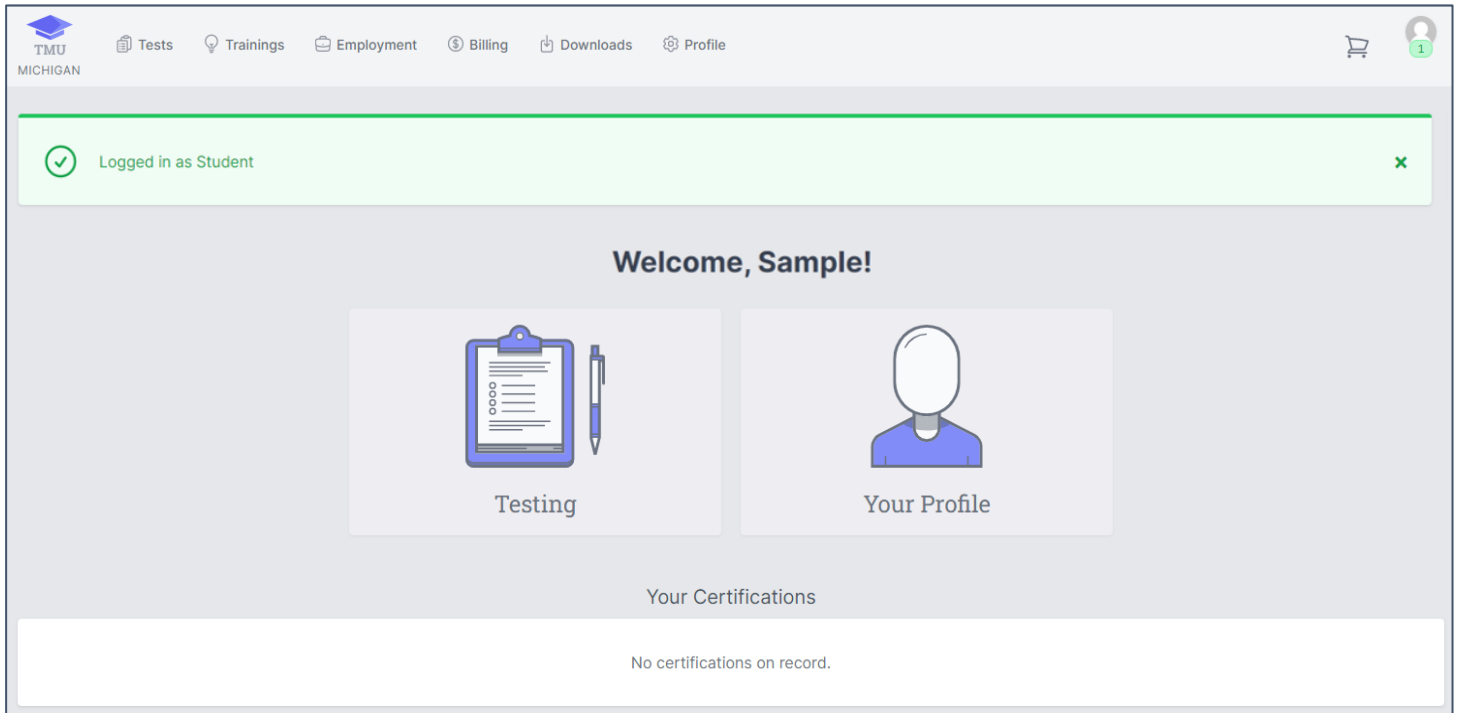 TMU
MICHIGAN
Tests Trainings Employment Billing Downloads Profile
1
Logged in as Student
Welcome, Sample!
Testing
Your Profile
Your Certifications
No certifications on record.